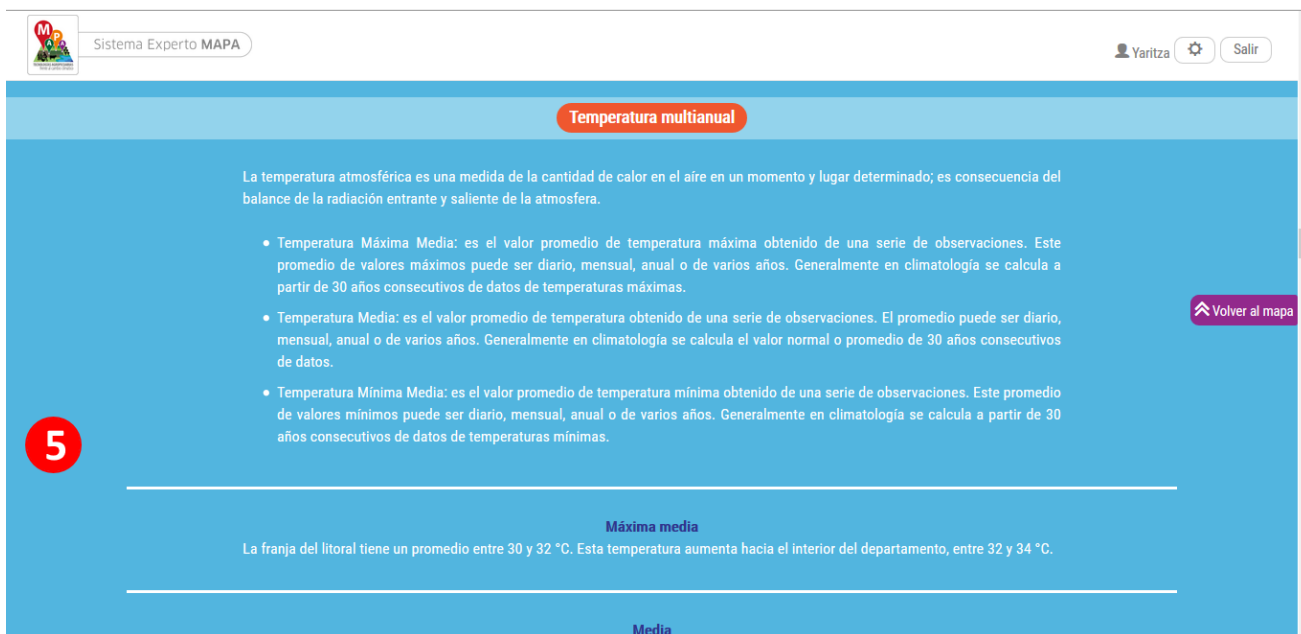 M
A
P
A
Sistema Experto MAPA
Yaritza
Salir
Temperatura multianual
La temperatura atmosférica es una medida de la cantidad de calor en el aíre en un momento y lugar determinado; es consecuencia del
balance de la radiación entrante y saliente de la atmosfera.
• Temperatura Máxima Media: es el valor promedio de temperatura máxima obtenido de una serie de observaciones. Este
promedio de valores máximos puede ser diario, mensual, anual o de varios años. Generalmente en climatología se calcula a
partir de 30 años consecutivos de datos de temperaturas máximas.
• Temperatura Media: es el valor promedio de temperatura obtenido de una serie de observaciones. El promedio puede ser diario,
mensual, anual o de varios años. Generalmente en climatología se calcula el valor normal o promedio de 30 años consecutivos
de datos.
• Temperatura Mínima Media: es el valor promedio de temperatura mínima obtenido de una serie de observaciones. Este promedio
de valores mínimos puede ser diario, mensual, anual o de varios años. Generalmente en climatología se calcula a partir de 30
años consecutivos de datos de temperaturas mínimas.
Volver al mapa
5
Máxima media
La franja del litoral tiene un promedio entre 30 y 32 °C. Esta temperatura aumenta hacia el interior del departamento, entre 32 y 34 °C.
Media